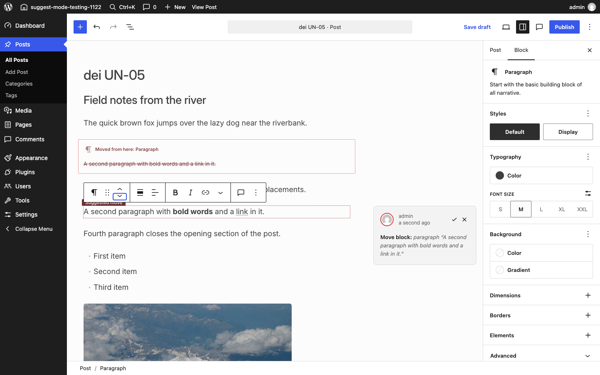 suggest-mode-testing-1122
Ctrl+K
0
New
View Post
admin
Dashboard
Posts
All Posts
Add Post
Categories
Tags
Media
Pages
Comments
Appearance
Plugins
Users
Tools
Settings
Collapse Menu
dei UN-05 · Post
Save draft
Publish
dei UN-05
Field notes from the river
The quick brown fox jumps over the lazy dog near the riverbank.
Moved from here: Paragraph
A second paragraph with bold words and a link in it.
B
I
placements.
A second paragraph with bold words and a link in it.
Fourth paragraph closes the opening section of the post.
First item
Second item
Third item
admin
a second ago
Move block: paragraph "A second
paragraph with bold words and a
link in it."
Post
Block
Paragraph
Start with the basic building block of
all narrative.
Styles
Default
Display
Typography
Color
FONT SIZE
S
M
L
XL
XXL
Background
Color
Gradient
Dimensions
Borders
Elements
Advanced
Post / Paragraph